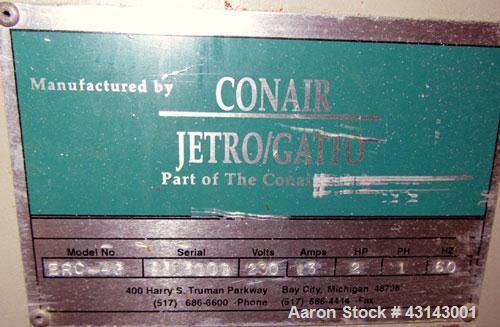 Manufactured by CONAIR
JETRO/GATTO
Part of The Conai
Model No. Serial Volts Amps HP PH HZ
230 13 2 1 60
400 Harry S. Truman Parkway Bay City, Michigan 48706
(517) 686-6600 -Phone (517) 686-4414 -Fax
Aaron Stock # 43143001